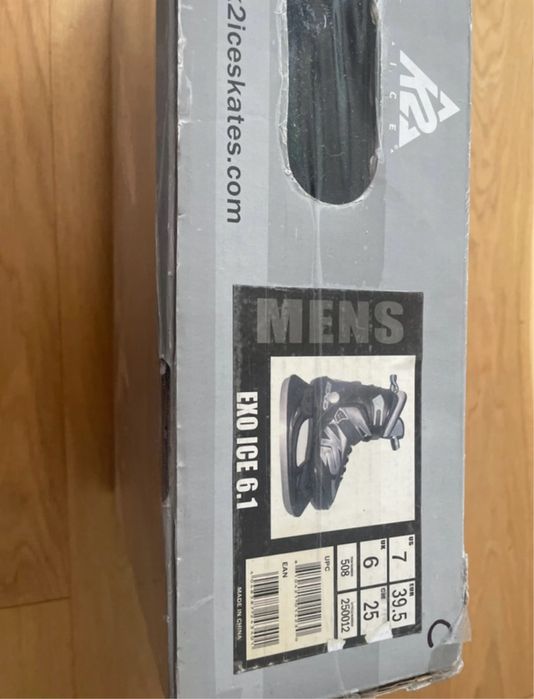 K2
ICE
k2iceskates.com
MENS
EXO ICE 6.1
US
7
EUR
39.5
UK
6
CM
25
508
250012
UPC
EAN
MADE IN CHINA